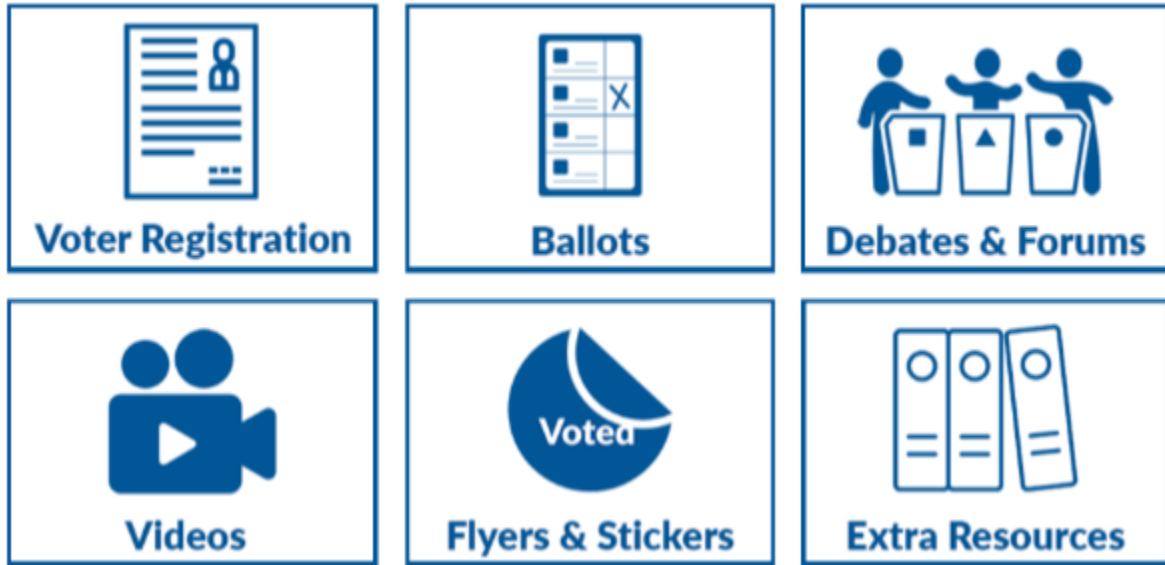 Voter Registration
Ballots
Debates & Forums
Voted
Videos
Flyers & Stickers
Extra Resources